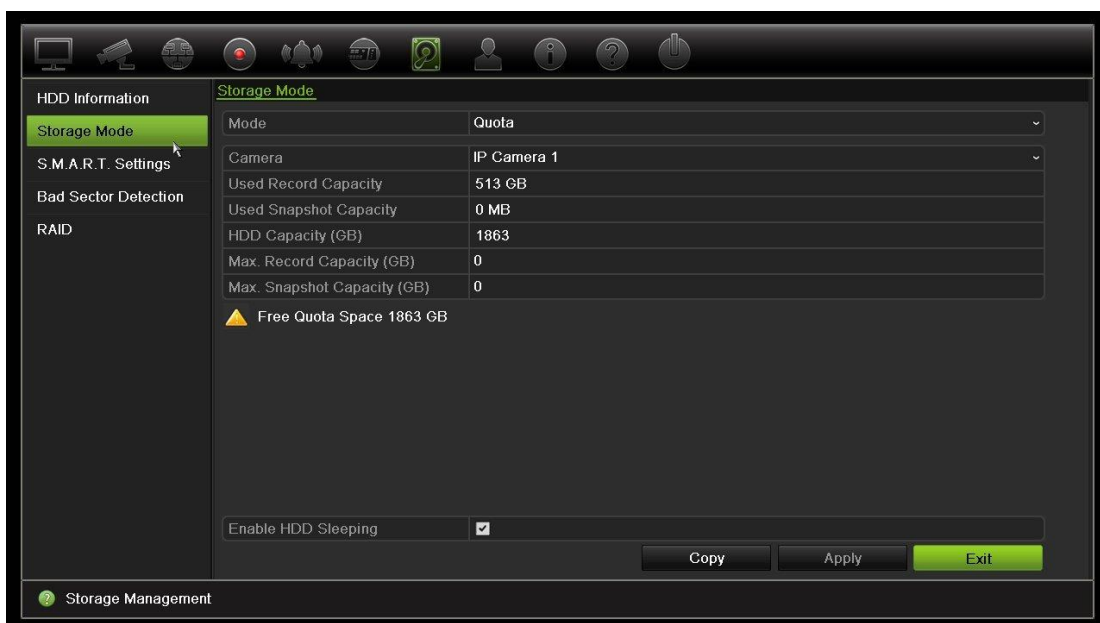 HDD Information
Storage Mode
S.M.A.R.T. Settings
Bad Sector Detection
RAID
Storage Mode
Mode Quota
Camera IP Camera 1
Used Record Capacity 513 GB
Used Snapshot Capacity 0 MB
HDD Capacity (GB) 1863
Max. Record Capacity (GB) 0
Max. Snapshot Capacity (GB) 0
Free Quota Space 1863 GB
Enable HDD Sleeping
Copy Apply Exit
Storage Management